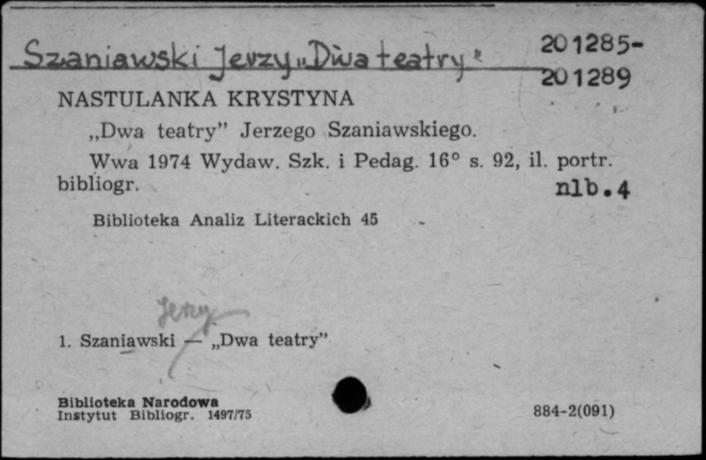 Szaniawski Jerzy „Dwa teatry"
201285-
201289
NASTULANKA KRYSTYNA
„Dwa teatry” Jerzego Szaniawskiego.
Wwa 1974 Wydaw. Szk. i Pedag. 16° s. 92, il. portr.
bibliogr.
nlb.4
Biblioteka Analiz Literackich 45
Jerzy
1. Szaniawski — „Dwa teatry”
Biblioteka Narodowa
Instytut Bibliogr. 1497/75
884-2(091)